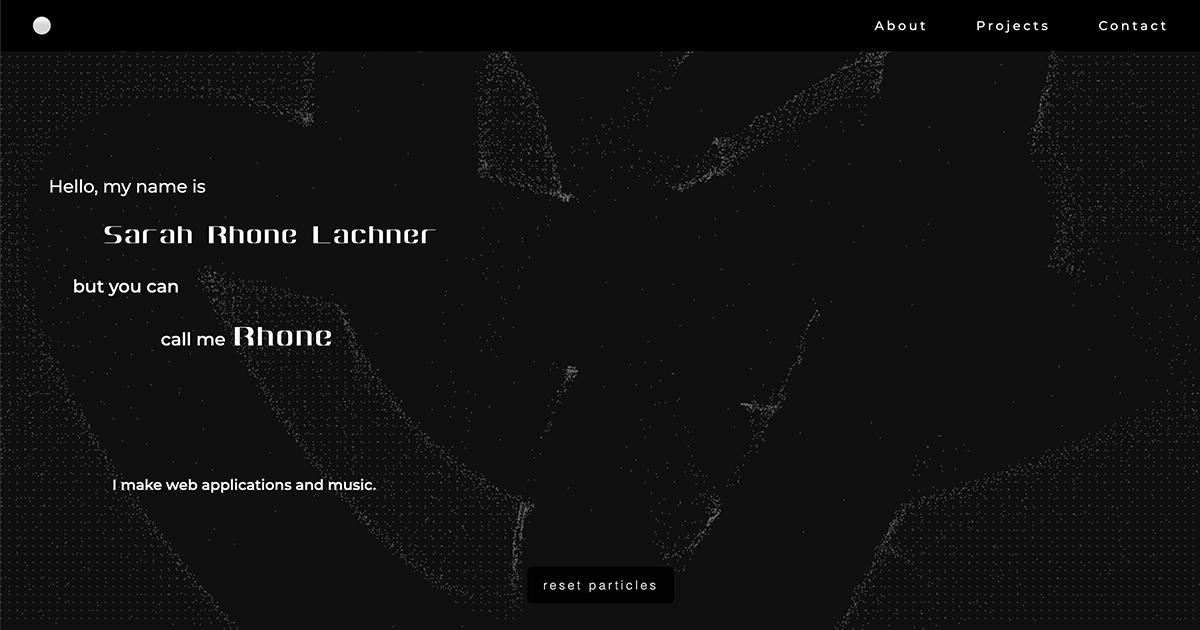 About Projects Contact
Hello, my name is
Sarah Rhone Lachner
but you can
call me Rhone
I make web applications and music.
reset particles